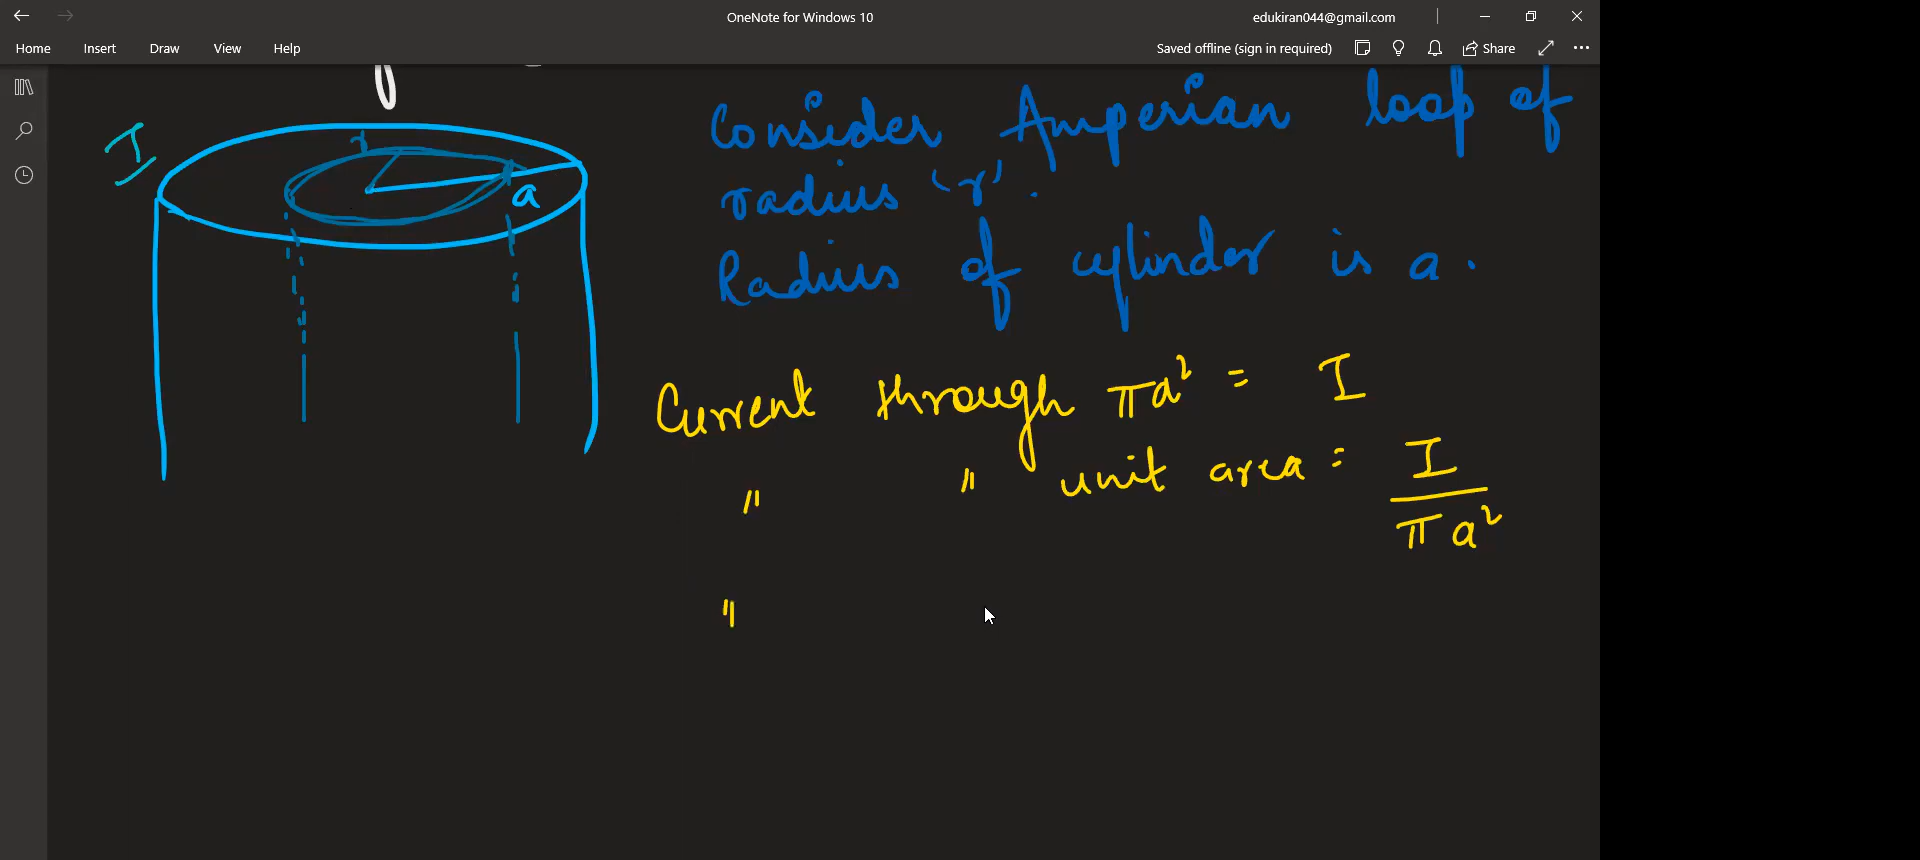 OneNote for Windows 10
edukiran044@gmail.com
Home Insert Draw View Help
Saved offline (sign in required)
Share
Consider Amperian loop of
radius 'r'.
Radius of cylinder is a.
I
r
a
Current through πa² = I
" " unit area = I
πa²
"